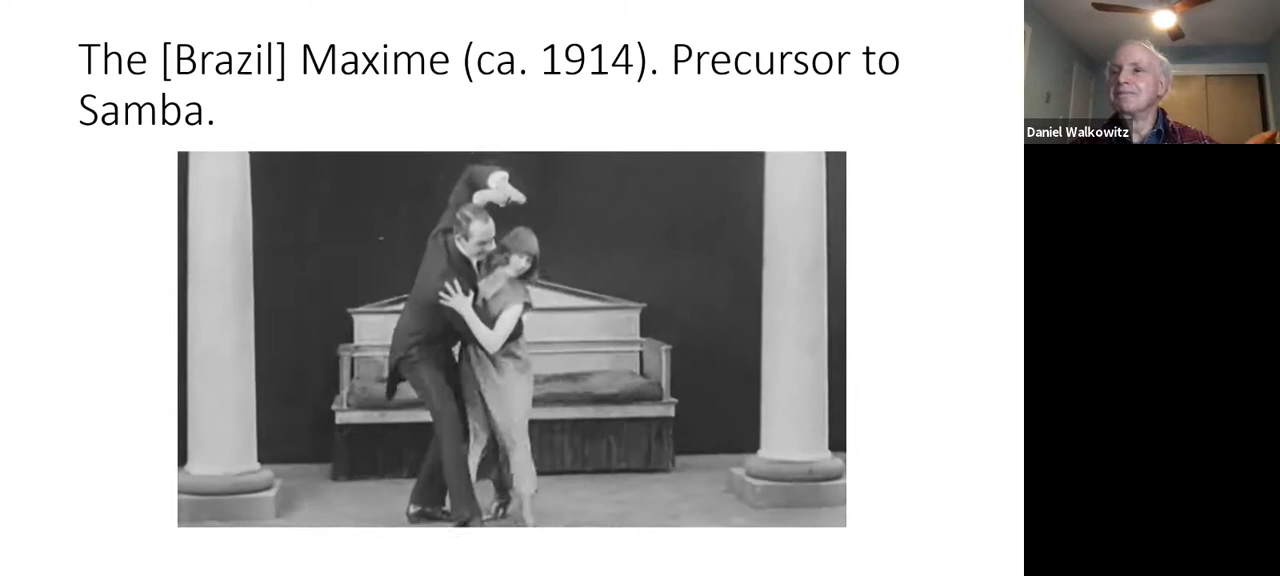 The [Brazil] Maxime (ca. 1914). Precursor to
Samba.
Daniel Walkowitz